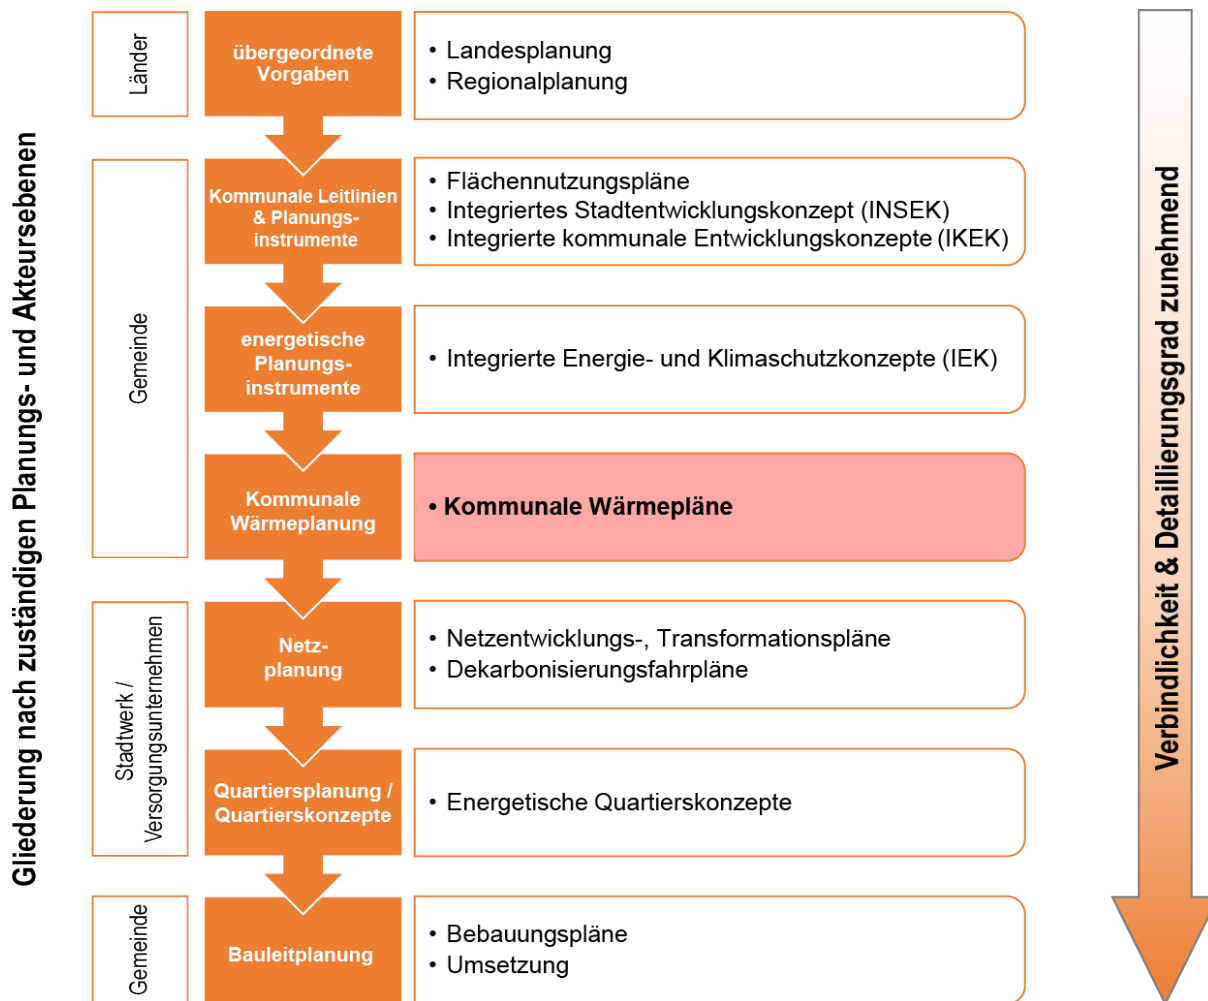 Gliederung nach zuständigen Planungs- und Akteursebenen
Länder
übergeordnete
Vorgaben
• Landesplanung
• Regionalplanung
Gemeinde
Kommunale Leitlinien
& Planungs-
instrumente
• Flächennutzungspläne
• Integriertes Stadtentwicklungskonzept (INSEK)
• Integrierte kommunale Entwicklungskonzepte (IKEK)
energetische
Planungs-
instrumente
• Integrierte Energie- und Klimaschutzkonzepte (IEK)
Kommunale
Wärmeplanung
• Kommunale Wärmepläne
Stadtwerk /
Versorgungsunternehmen
Netz-
planung
• Netzentwicklungs-, Transformationspläne
• Dekarbonisierungsfahrpläne
Quartiersplanung /
Quartierskonzepte
• Energetische Quartierskonzepte
Gemeinde
Bauleitplanung
• Bebauungspläne
• Umsetzung
Verbindlichkeit & Detaillierungsgrad zunehmend